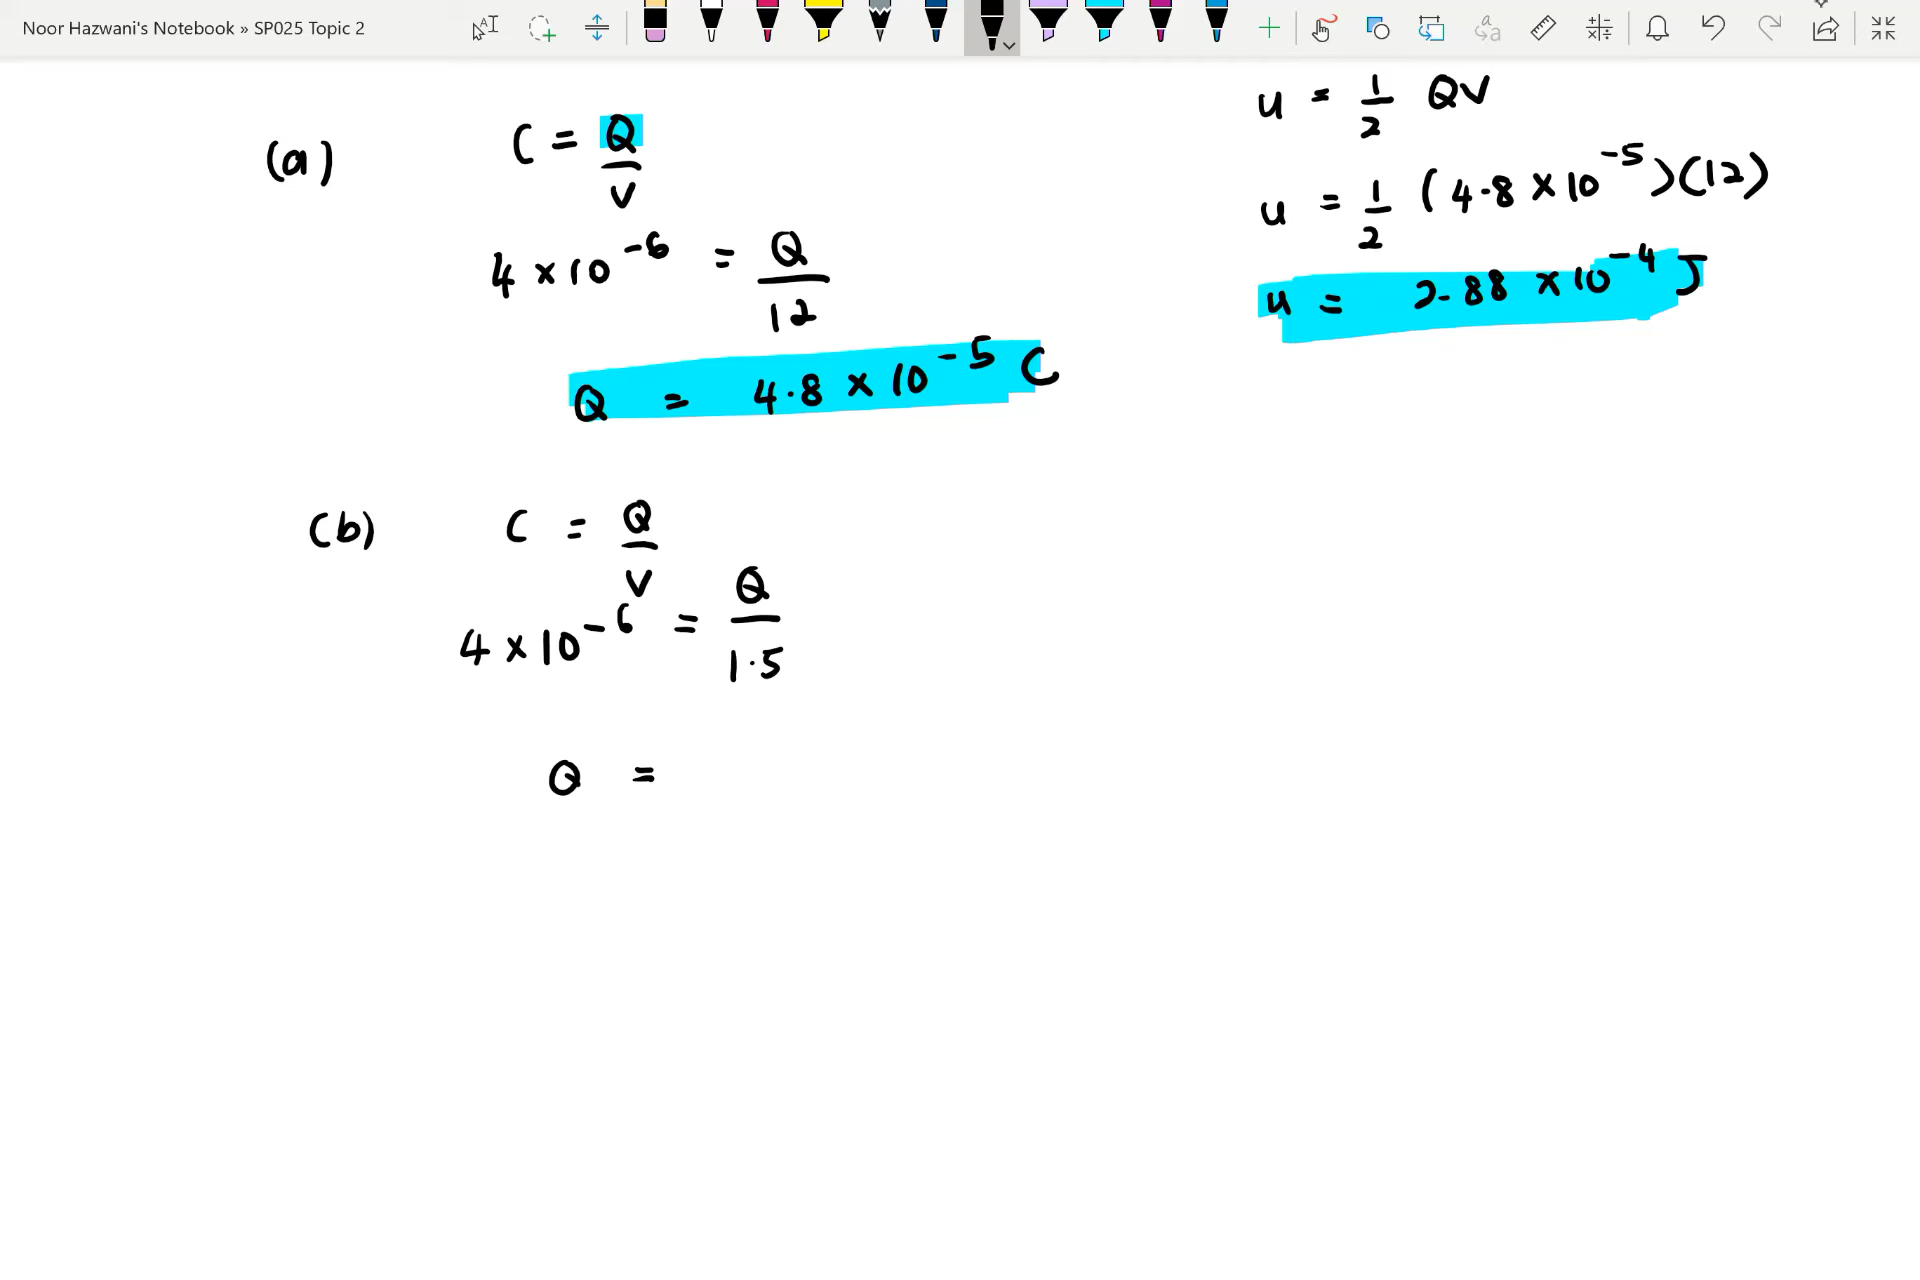 Noor Hazwani's Notebook » SP025 Topic 2
(a) C = Q/V
4 × 10^-6 = Q/12
Q = 4.8 × 10^-5 C
u = 1/2 QV
u = 1/2 (4.8 × 10^-5)(12)
u = 2.88 × 10^-4 J
(b) C = Q/V
4 × 10^-6 = Q/1.5
Q =